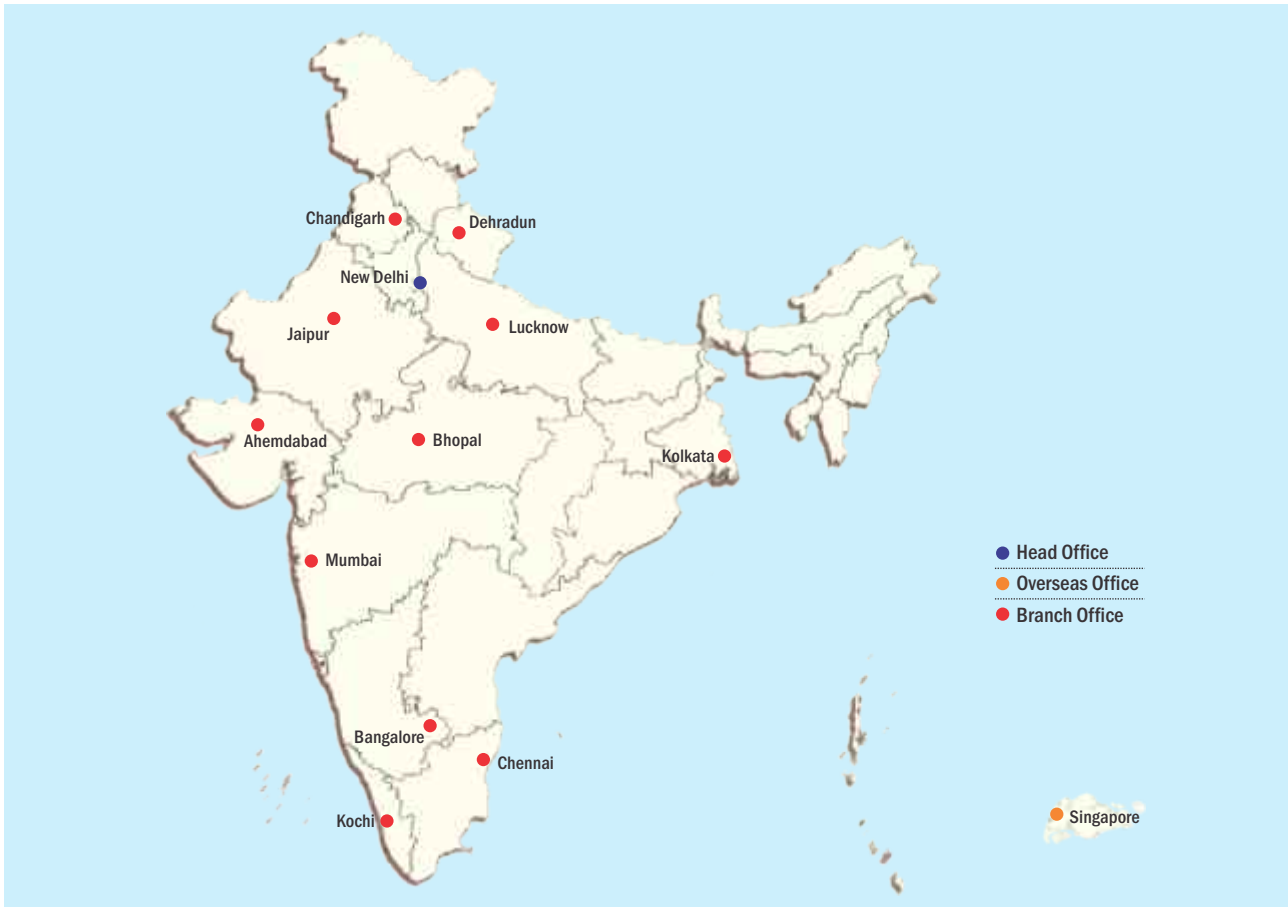 Chandigarh
Dehradun
New Delhi
Jaipur
Lucknow
Ahemdabad
Bhopal
Kolkata
Mumbai
Head Office
Overseas Office
Branch Office
Bangalore
Chennai
Kochi
Singapore